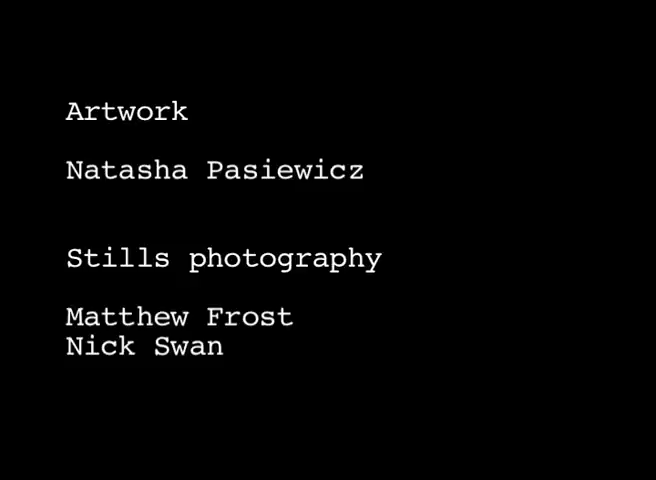 Artwork
Natasha Pasiewicz
Stills photography
Matthew Frost
Nick Swan